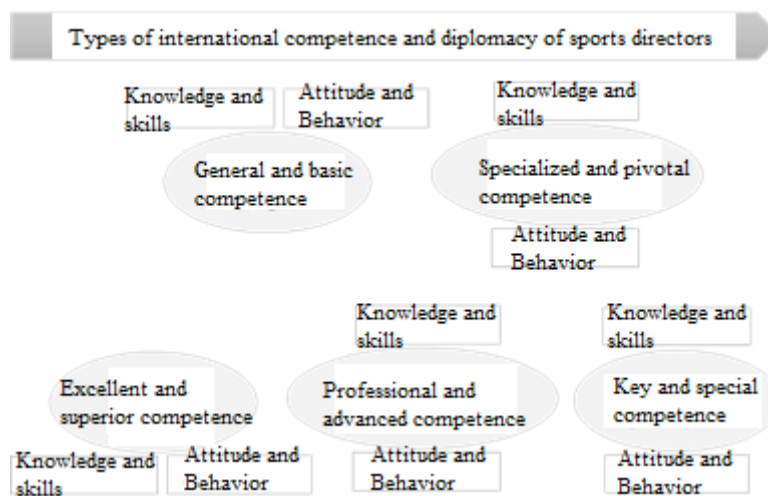 Types of international competence and diplomacy of sports directors
Knowledge and
skills
Attitude and
Behavior
Knowledge and
skills
General and basic
competence
Specialized and pivotal
competence
Attitude and
Behavior
Knowledge and
skills
Knowledge and
skills
Excellent and
superior competence
Professional and
advanced competence
Key and special
competence
Knowledge and
skills
Attitude and
Behavior
Attitude and
Behavior
Attitude and
Behavior